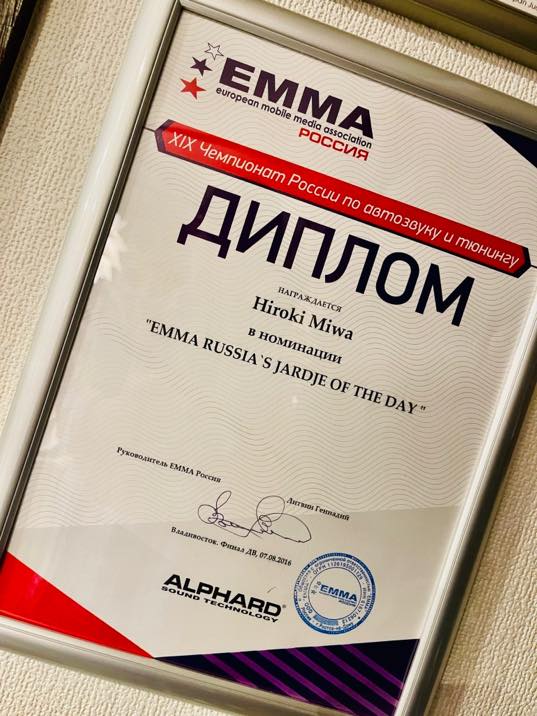 EMMA
european mobile media association
РОССИЯ
XIX Чемпионат России по автозвуку и тюнингу
ДИПЛОМ
НАГРАЖДАЕТСЯ
Hiroki Miwa
в номинации
"EMMA RUSSIA`S JARDJE OF THE DAY "
Руководитель ЕММА Россия
Литвин Геннадий
Владивосток. Финал ДВ, 07.08.2016
ALPHARD®
SOUND TECHNOLOGY
EMMA